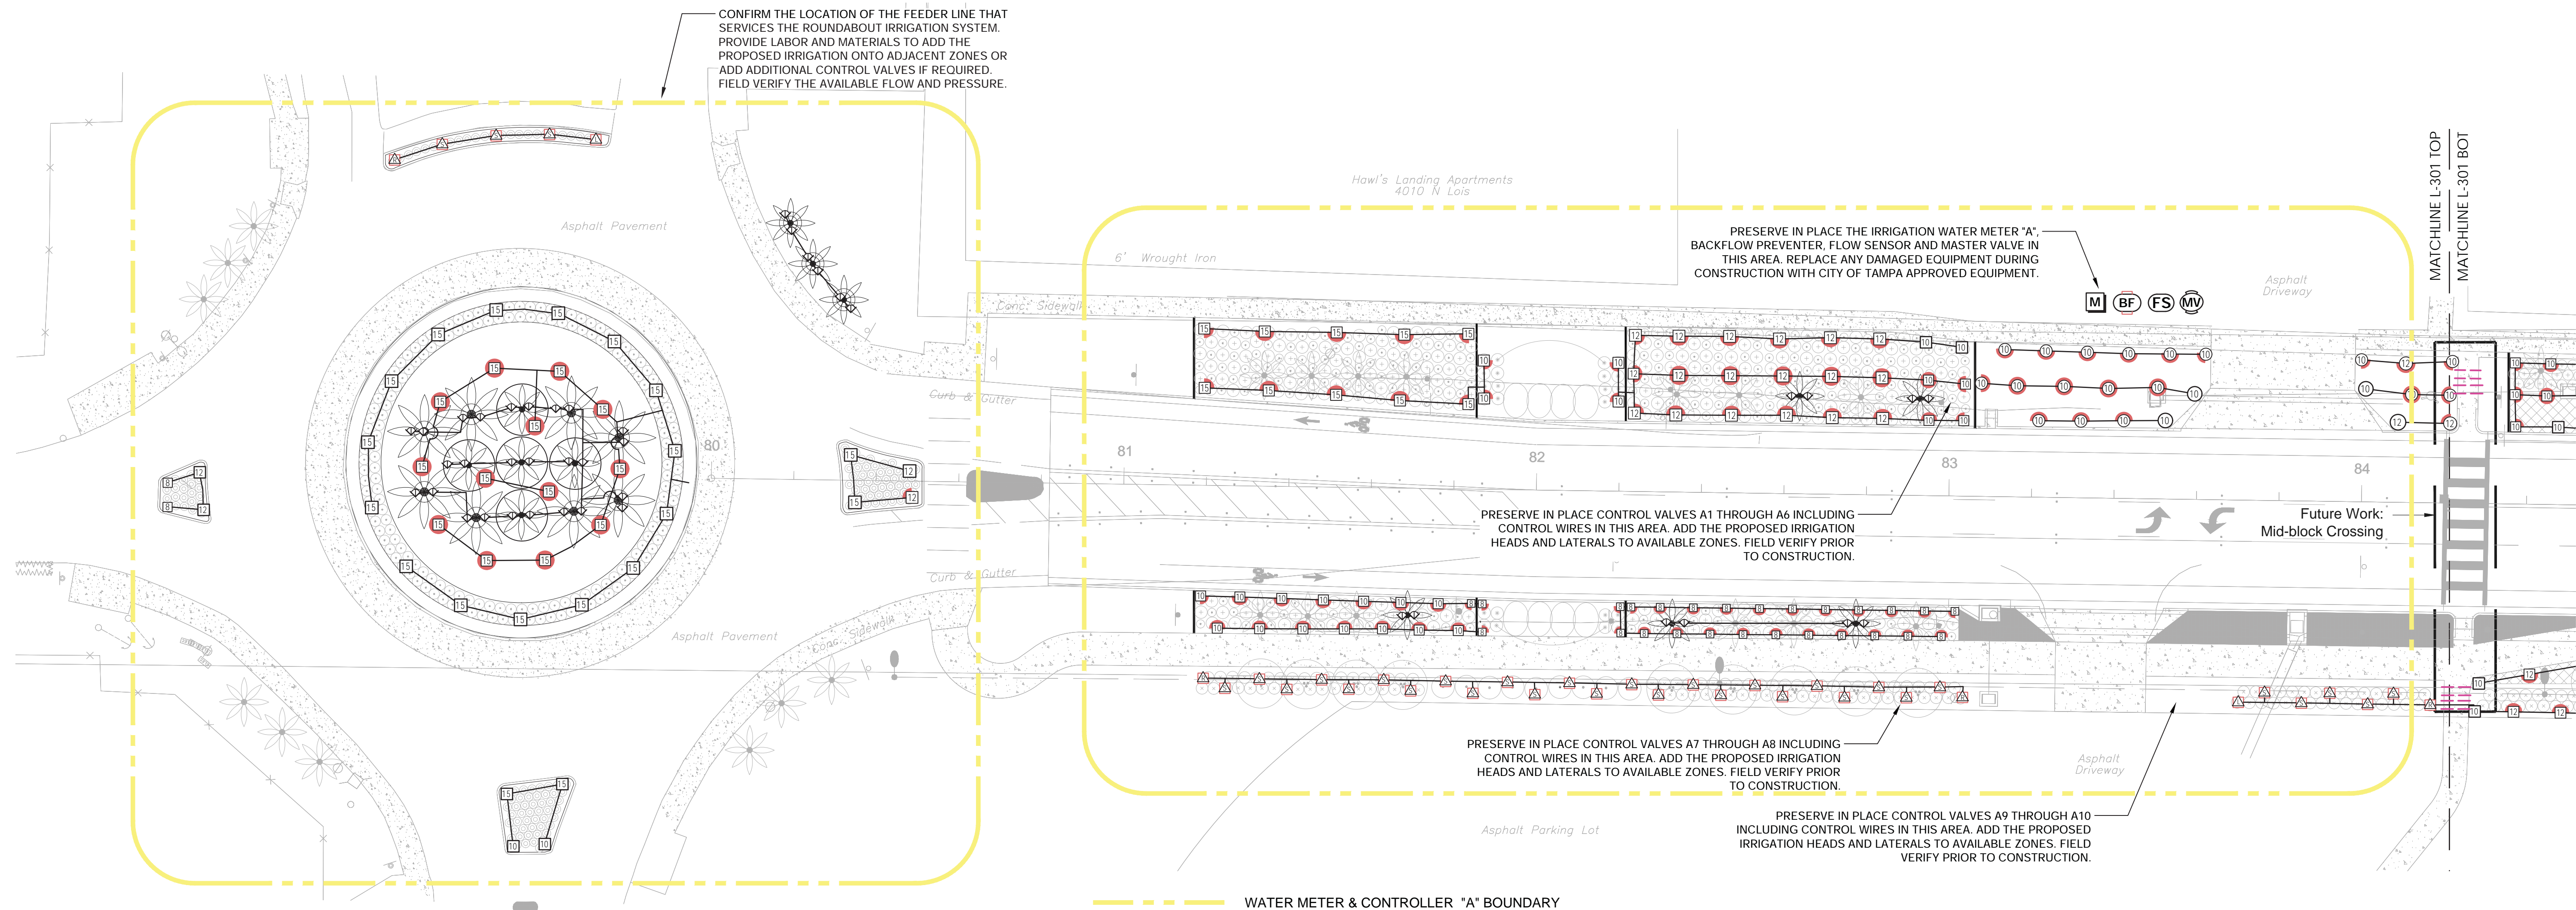 CONFIRM THE LOCATION OF THE FEEDER LINE THAT
SERVICES THE ROUNDABOUT IRRIGATION SYSTEM.
PROVIDE LABOR AND MATERIALS TO ADD THE
PROPOSED IRRIGATION ONTO ADJACENT ZONES OR
ADD ADDITIONAL CONTROL VALVES IF REQUIRED.
FIELD VERIFY THE AVAILABLE FLOW AND PRESSURE.
Asphalt Pavement
Hawl's Landing Apartments
4010 N Lois
6' Wrought Iron
Conc. Sidewalk
Curb & Gutter
PRESERVE IN PLACE THE IRRIGATION WATER METER "A",
BACKFLOW PREVENTER, FLOW SENSOR AND MASTER VALVE IN
THIS AREA. REPLACE ANY DAMAGED EQUIPMENT DURING
CONSTRUCTION WITH CITY OF TAMPA APPROVED EQUIPMENT.
M BF FS MV
Asphalt
Driveway
MATCHLINE L-301 TOP
MATCHLINE L-301 BOT
80
81
82
83
84
PRESERVE IN PLACE CONTROL VALVES A1 THROUGH A6 INCLUDING
CONTROL WIRES IN THIS AREA. ADD THE PROPOSED IRRIGATION
HEADS AND LATERALS TO AVAILABLE ZONES. FIELD VERIFY PRIOR
TO CONSTRUCTION.
Future Work:
Mid-block Crossing
Curb & Gutter
Asphalt Pavement
Conc. Sidewalk
PRESERVE IN PLACE CONTROL VALVES A7 THROUGH A8 INCLUDING
CONTROL WIRES IN THIS AREA. ADD THE PROPOSED IRRIGATION
HEADS AND LATERALS TO AVAILABLE ZONES. FIELD VERIFY PRIOR
TO CONSTRUCTION.
Asphalt
Driveway
Asphalt Parking Lot
PRESERVE IN PLACE CONTROL VALVES A9 THROUGH A10
INCLUDING CONTROL WIRES IN THIS AREA. ADD THE PROPOSED
IRRIGATION HEADS AND LATERALS TO AVAILABLE ZONES. FIELD
VERIFY PRIOR TO CONSTRUCTION.
WATER METER & CONTROLLER "A" BOUNDARY